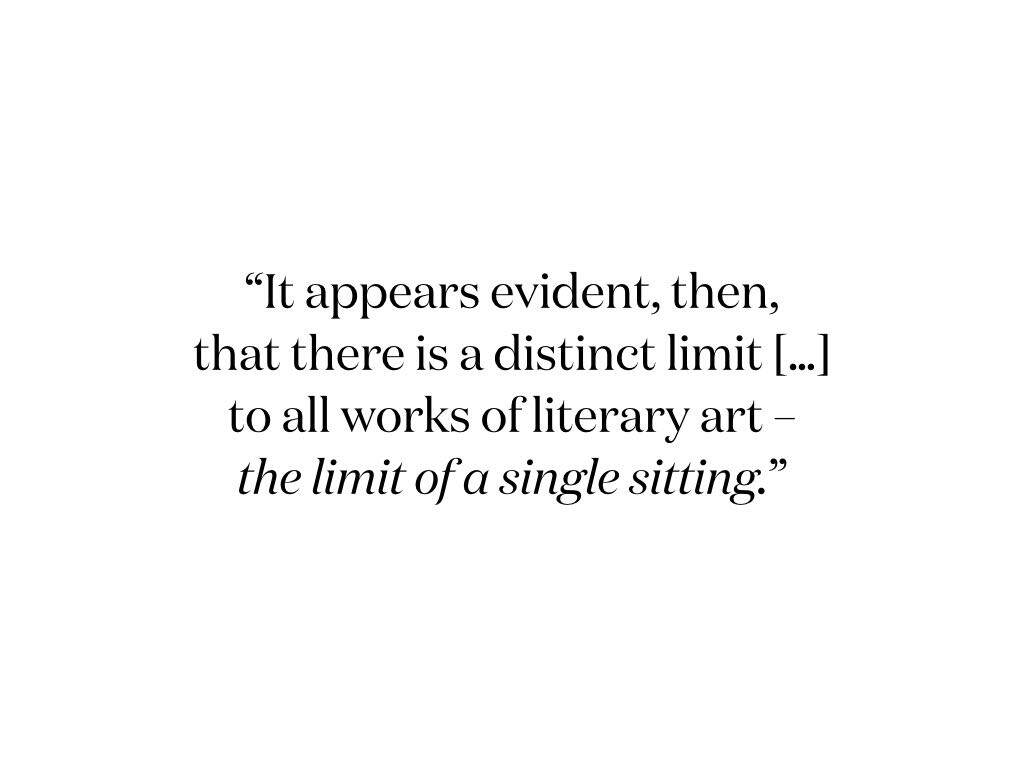 “It appears evident, then,
that there is a distinct limit [...]
to all works of literary art –
the limit of a single sitting.”